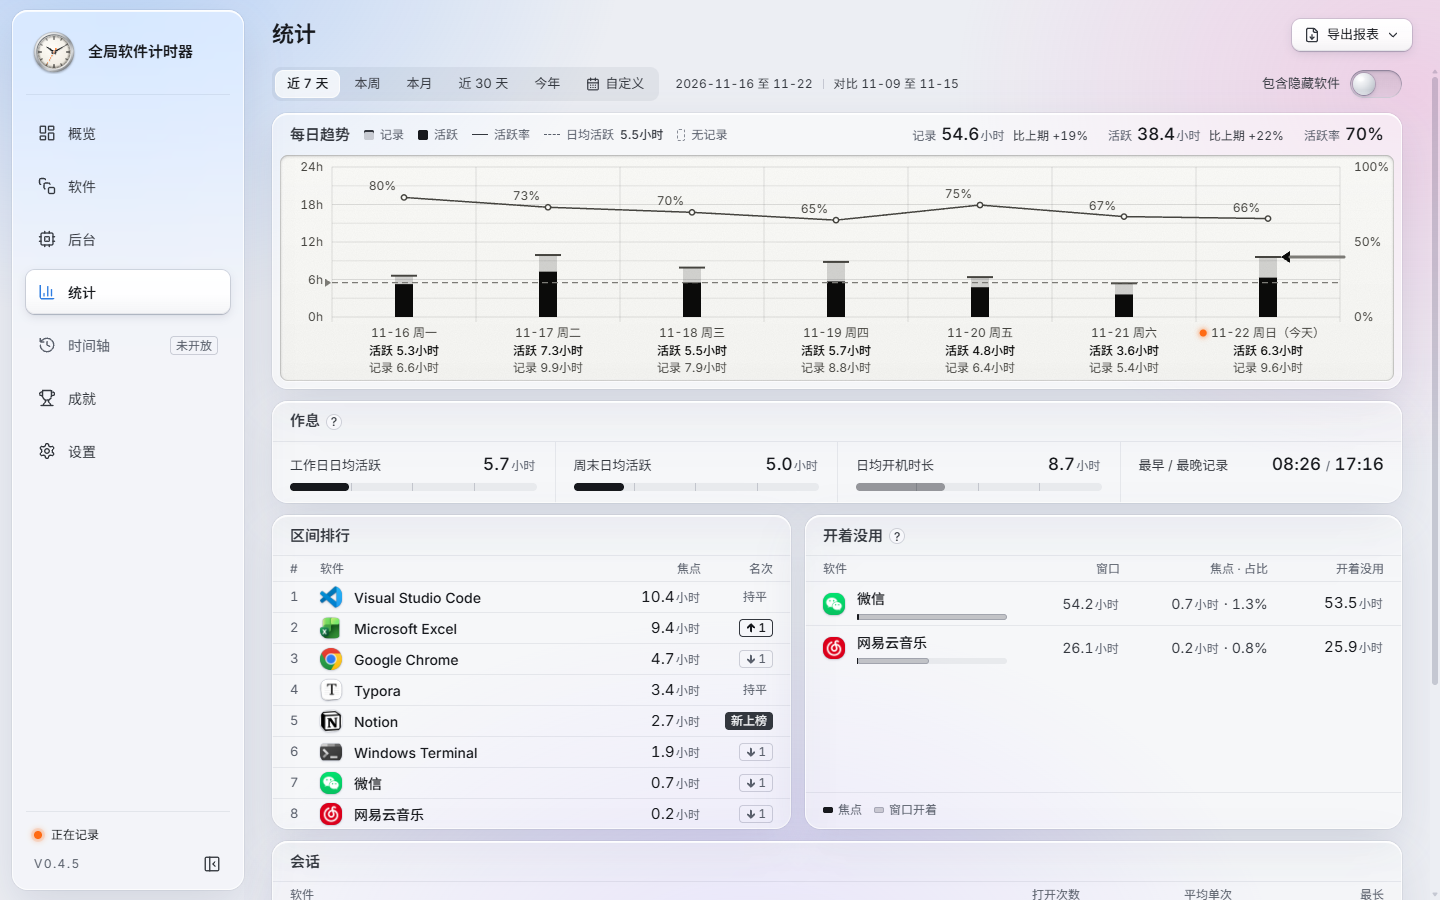 全局软件计时器
概览
软件
后台
统计
时间轴 未开放
成就
设置
正在记录
V0.4.5
统计
导出报表
近 7 天 本周 本月 近 30 天 今年 自定义 2026-11-16 至 11-22 对比 11-09 至 11-15 包含隐藏软件
每日趋势 记录 活跃 活跃率 日均活跃 5.5小时 无记录 记录 54.6小时 比上期 +19% 活跃 38.4小时 比上期 +22% 活跃率 70%
24h 100%
18h
12h 50%
6h
0h 0%
80% 73% 70% 65% 75% 67% 66%
11-16 周一 11-17 周二 11-18 周三 11-19 周四 11-20 周五 11-21 周六 11-22 周日（今天）
活跃 5.3小时 活跃 7.3小时 活跃 5.5小时 活跃 5.7小时 活跃 4.8小时 活跃 3.6小时 活跃 6.3小时
记录 6.6小时 记录 9.9小时 记录 7.9小时 记录 8.8小时 记录 6.4小时 记录 5.4小时 记录 9.6小时
作息 ?
工作日日均活跃 5.7小时 周末日均活跃 5.0小时 日均开机时长 8.7小时 最早 / 最晚记录 08:26 / 17:16
区间排行
# 软件 焦点 名次
1 Visual Studio Code 10.4小时 持平
2 Microsoft Excel 9.4小时 ↑1
3 Google Chrome 4.7小时 ↓1
4 Typora 3.4小时 持平
5 Notion 2.7小时 新上榜
6 Windows Terminal 1.9小时 ↓1
7 微信 0.7小时 ↓1
8 网易云音乐 0.2小时 ↓1
开着没用 ?
软件 窗口 焦点 · 占比 开着没用
微信 54.2小时 0.7小时 · 1.3% 53.5小时
网易云音乐 26.1小时 0.2小时 · 0.8% 25.9小时
焦点 窗口开着
会话
软件 打开次数 平均单次 最长